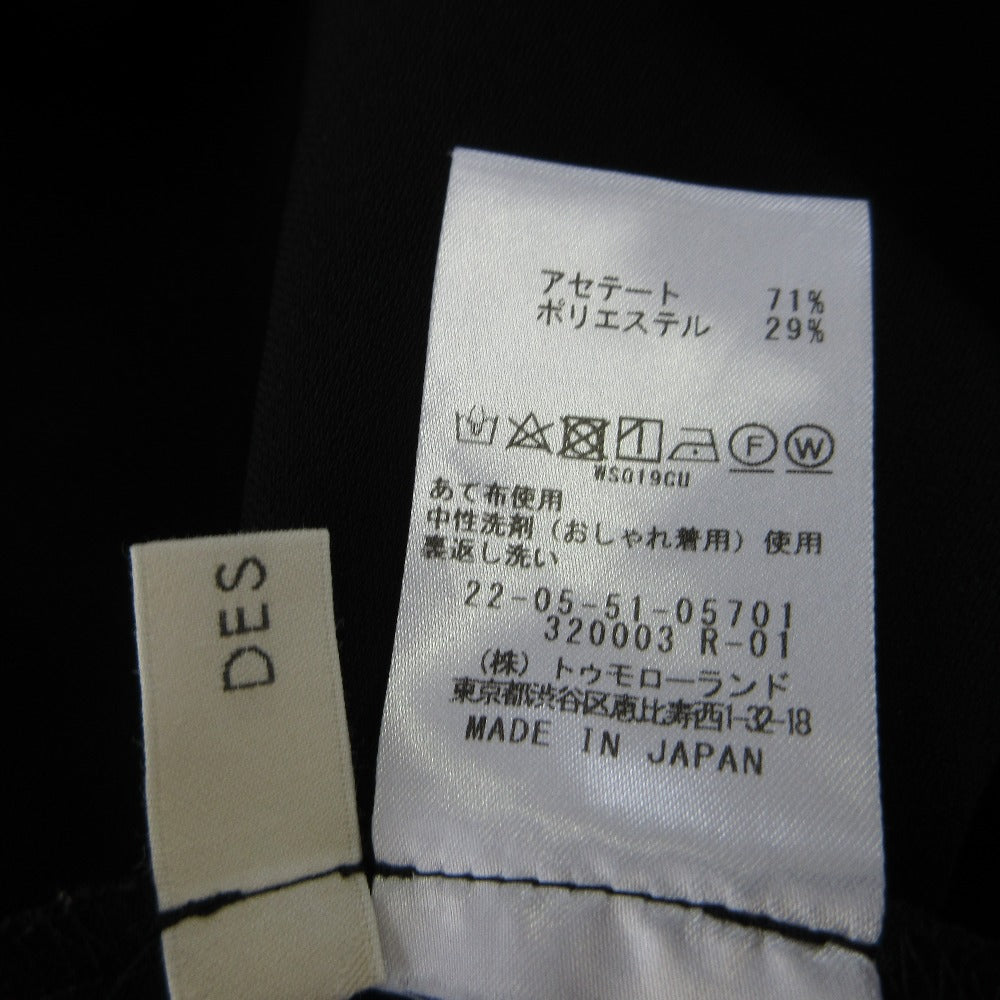 アセテート 71%
ポリエステル 29%
F W
WS019CU
あて布使用
中性洗剤（おしゃれ着用）使用
裏返し洗い
22-05-51-05701
320003 R-01
（株）トゥモローランド
東京都渋谷区恵比寿西1-32-18
MADE IN JAPAN
DES